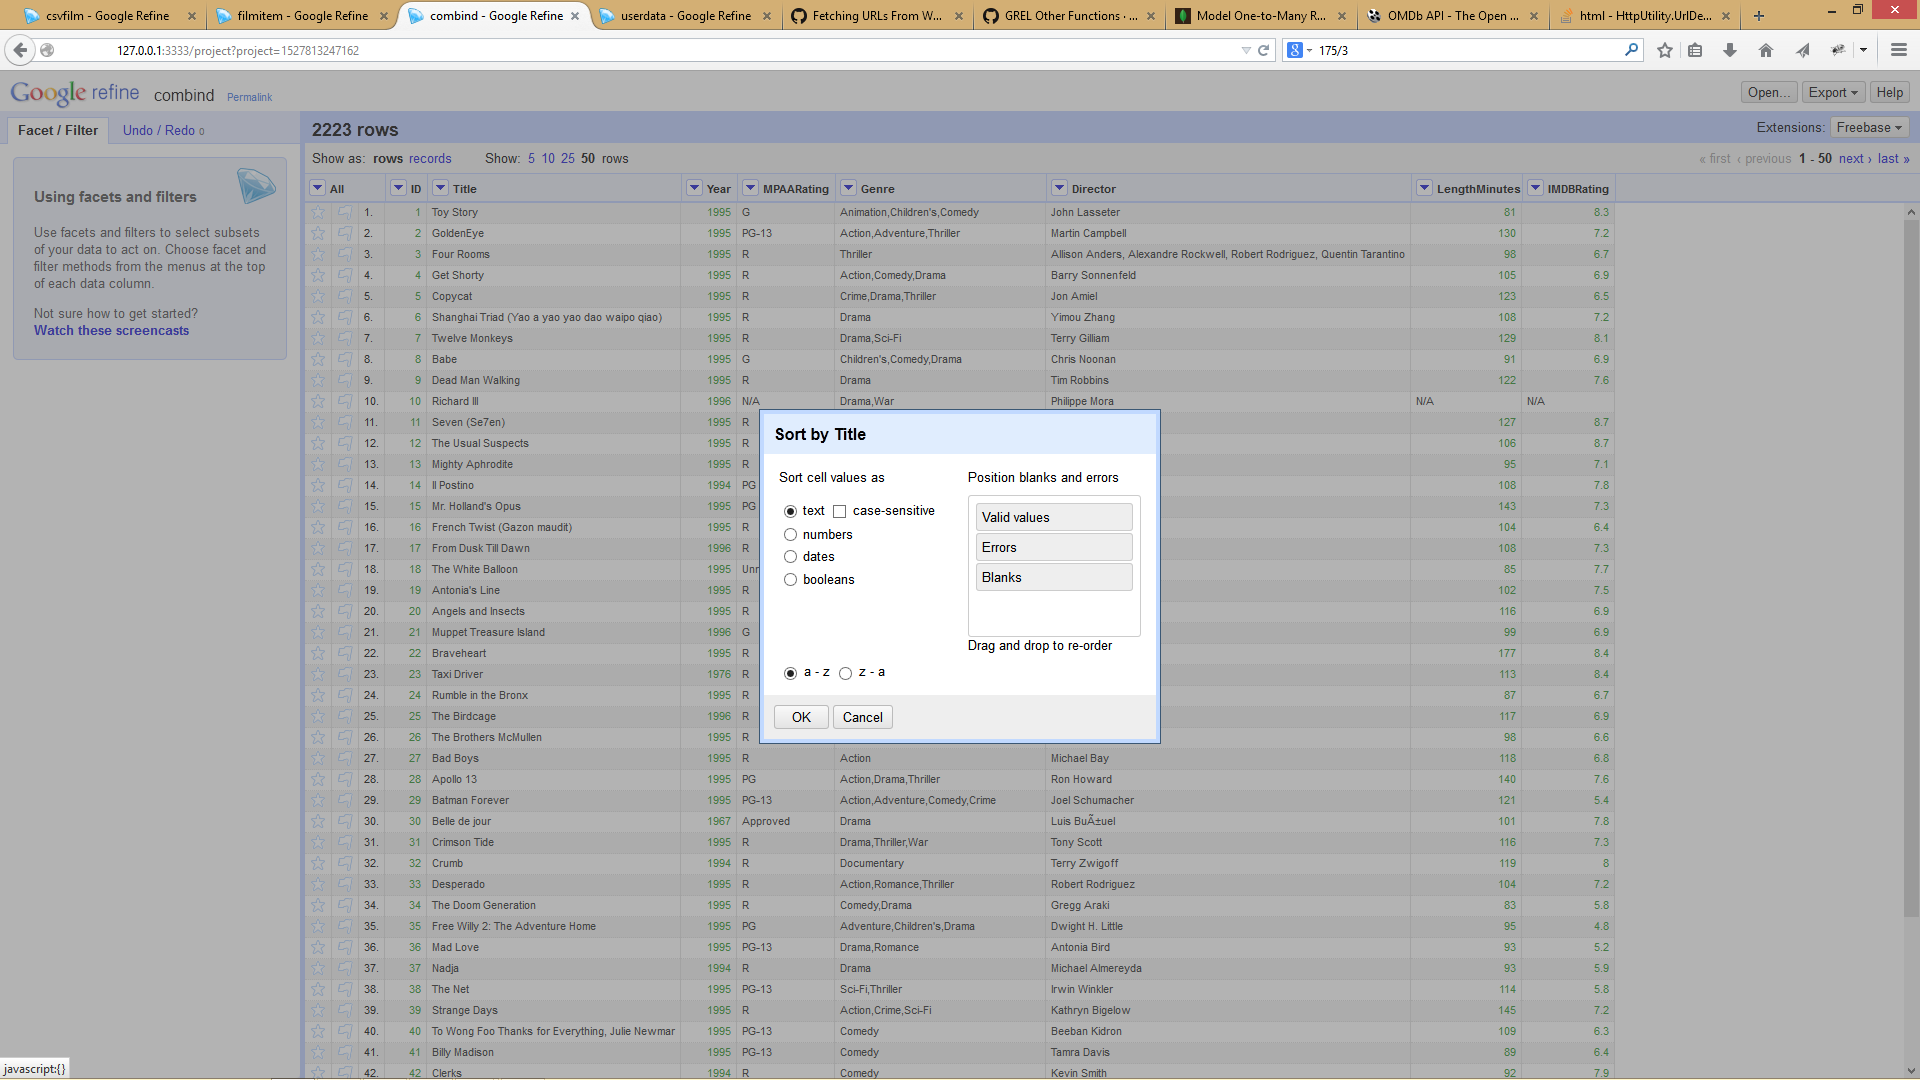 csvfilm - Google Refine
filmitem - Google Refine
combind - Google Refine
userdata - Google Refine
Fetching URLs From W...
GREL Other Functions · ...
Model One-to-Many R...
OMDb API - The Open ...
html - HttpUtility.UrlDe...
127.0.0.1:3333/project?project=1527813247162
175/3
Google refine combind Permalink
Open... Export Help
Facet / Filter Undo / Redo 0
2223 rows
Extensions: Freebase
Show as: rows records Show: 5 10 25 50 rows
« first ‹ previous 1 - 50 next › last »
Using facets and filters
Use facets and filters to select subsets
of your data to act on. Choose facet and
filter methods from the menus at the top
of each data column.
Not sure how to get started?
Watch these screencasts
All ID Title Year MPAARating Genre Director LengthMinutes IMDBRating
1. 1 Toy Story 1995 G Animation,Children's,Comedy John Lasseter 81 8.3
2. 2 GoldenEye 1995 PG-13 Action,Adventure,Thriller Martin Campbell 130 7.2
3. 3 Four Rooms 1995 R Thriller Allison Anders, Alexandre Rockwell, Robert Rodriguez, Quentin Tarantino 98 6.7
4. 4 Get Shorty 1995 R Action,Comedy,Drama Barry Sonnenfeld 105 6.9
5. 5 Copycat 1995 R Crime,Drama,Thriller Jon Amiel 123 6.5
6. 6 Shanghai Triad (Yao a yao yao dao waipo qiao) 1995 R Drama Yimou Zhang 108 7.2
7. 7 Twelve Monkeys 1995 R Drama,Sci-Fi Terry Gilliam 129 8.1
8. 8 Babe 1995 G Children's,Comedy,Drama Chris Noonan 91 6.9
9. 9 Dead Man Walking 1995 R Drama Tim Robbins 122 7.6
10. 10 Richard III 1996 N/A Drama,War Philippe Mora N/A N/A
11. 11 Seven (Se7en) 1995 R 127 8.7
12. 12 The Usual Suspects 1995 R 106 8.7
13. 13 Mighty Aphrodite 1995 R 95 7.1
14. 14 Il Postino 1994 PG 108 7.8
15. 15 Mr. Holland's Opus 1995 PG 143 7.3
16. 16 French Twist (Gazon maudit) 1995 R 104 6.4
17. 17 From Dusk Till Dawn 1996 R 108 7.3
18. 18 The White Balloon 1995 Unr 85 7.7
19. 19 Antonia's Line 1995 R 102 7.5
20. 20 Angels and Insects 1995 R 116 6.9
21. 21 Muppet Treasure Island 1996 G 99 6.9
22. 22 Braveheart 1995 R 177 8.4
23. 23 Taxi Driver 1976 R 113 8.4
24. 24 Rumble in the Bronx 1995 R 87 6.7
25. 25 The Birdcage 1996 R 117 6.9
26. 26 The Brothers McMullen 1995 R 98 6.6
27. 27 Bad Boys 1995 R Action Michael Bay 118 6.8
28. 28 Apollo 13 1995 PG Action,Drama,Thriller Ron Howard 140 7.6
29. 29 Batman Forever 1995 PG-13 Action,Adventure,Comedy,Crime Joel Schumacher 121 5.4
30. 30 Belle de jour 1967 Approved Drama Luis BuÃ±uel 101 7.8
31. 31 Crimson Tide 1995 R Drama,Thriller,War Tony Scott 116 7.3
32. 32 Crumb 1994 R Documentary Terry Zwigoff 119 8
33. 33 Desperado 1995 R Action,Romance,Thriller Robert Rodriguez 104 7.2
34. 34 The Doom Generation 1995 R Comedy,Drama Gregg Araki 83 5.8
35. 35 Free Willy 2: The Adventure Home 1995 PG Adventure,Children's,Drama Dwight H. Little 95 4.8
36. 36 Mad Love 1995 PG-13 Drama,Romance Antonia Bird 93 5.2
37. 37 Nadja 1994 R Drama Michael Almereyda 93 5.9
38. 38 The Net 1995 PG-13 Sci-Fi,Thriller Irwin Winkler 114 5.8
39. 39 Strange Days 1995 R Action,Crime,Sci-Fi Kathryn Bigelow 145 7.2
40. 40 To Wong Foo Thanks for Everything, Julie Newmar 1995 PG-13 Comedy Beeban Kidron 109 6.3
41. 41 Billy Madison 1995 PG-13 Comedy Tamra Davis 89 6.4
42. 42 Clerks 1994 R Comedy Kevin Smith 92 7.9
Sort by Title
Sort cell values as
text case-sensitive
numbers
dates
booleans
Position blanks and errors
Valid values
Errors
Blanks
Drag and drop to re-order
a - z z - a
OK Cancel
javascript:{}